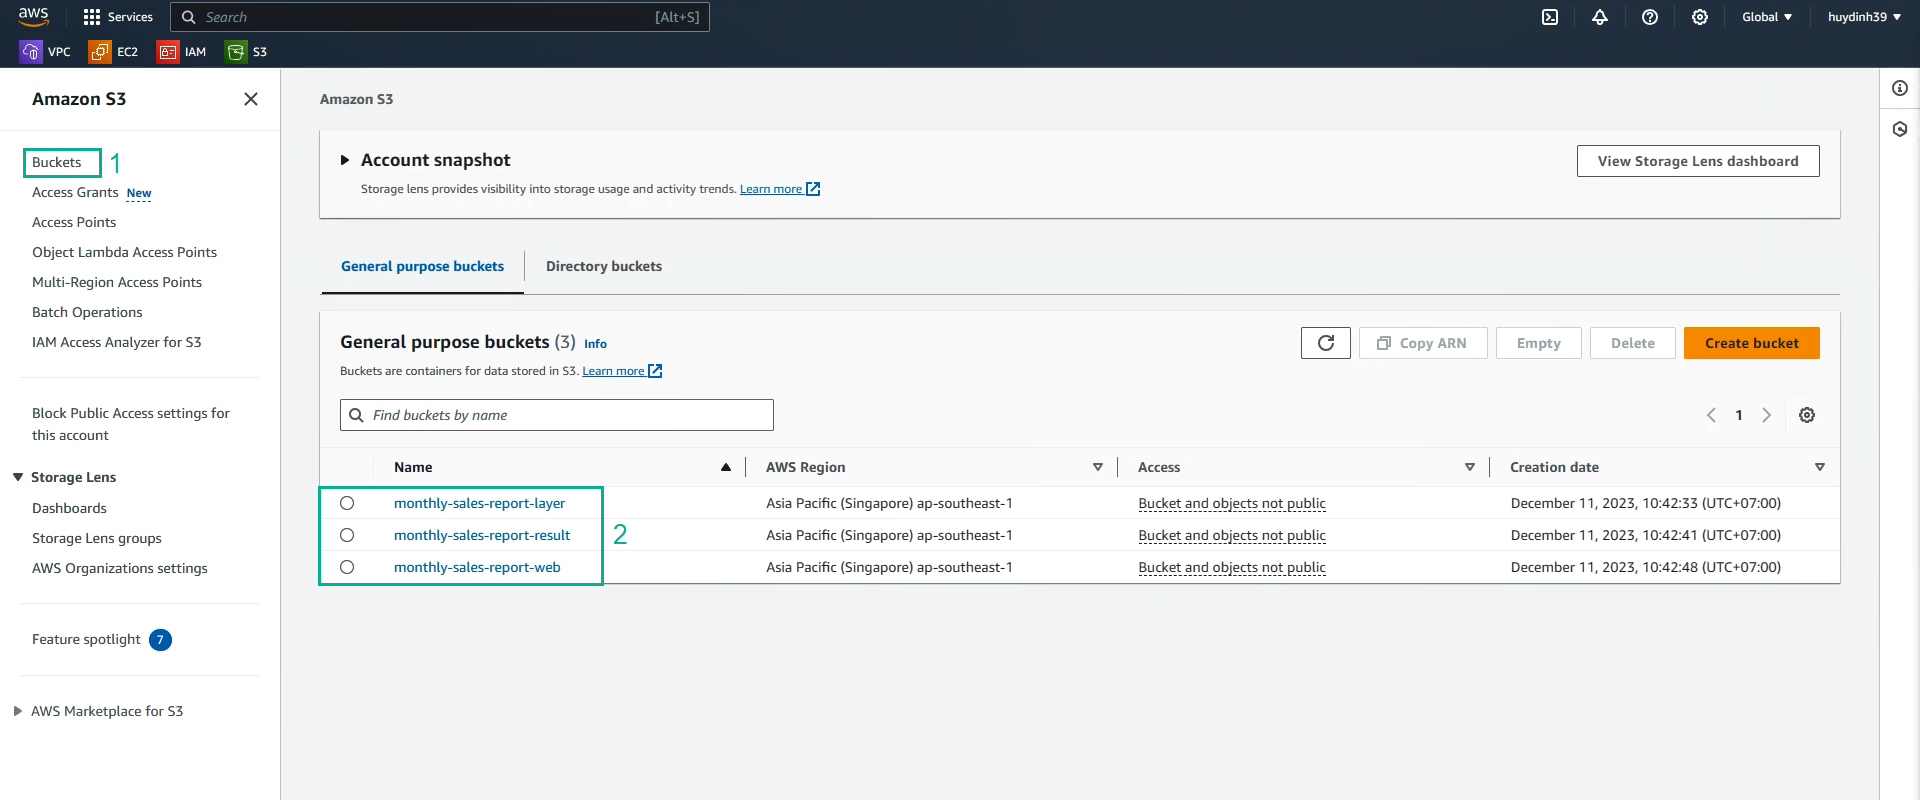 aws
Services
Search
[Alt+S]
Global
huydinh39
VPC
EC2
IAM
S3
Amazon S3
Buckets
1
Access Grants New
Access Points
Object Lambda Access Points
Multi-Region Access Points
Batch Operations
IAM Access Analyzer for S3
Block Public Access settings for
this account
Storage Lens
Dashboards
Storage Lens groups
AWS Organizations settings
Feature spotlight 7
AWS Marketplace for S3
Amazon S3
Account snapshot
View Storage Lens dashboard
Storage lens provides visibility into storage usage and activity trends. Learn more
General purpose buckets
Directory buckets
General purpose buckets (3) Info
Copy ARN
Empty
Delete
Create bucket
Buckets are containers for data stored in S3. Learn more
Find buckets by name
1
Name
AWS Region
Access
Creation date
monthly-sales-report-layer
Asia Pacific (Singapore) ap-southeast-1
Bucket and objects not public
December 11, 2023, 10:42:33 (UTC+07:00)
monthly-sales-report-result
2
Asia Pacific (Singapore) ap-southeast-1
Bucket and objects not public
December 11, 2023, 10:42:41 (UTC+07:00)
monthly-sales-report-web
Asia Pacific (Singapore) ap-southeast-1
Bucket and objects not public
December 11, 2023, 10:42:48 (UTC+07:00)